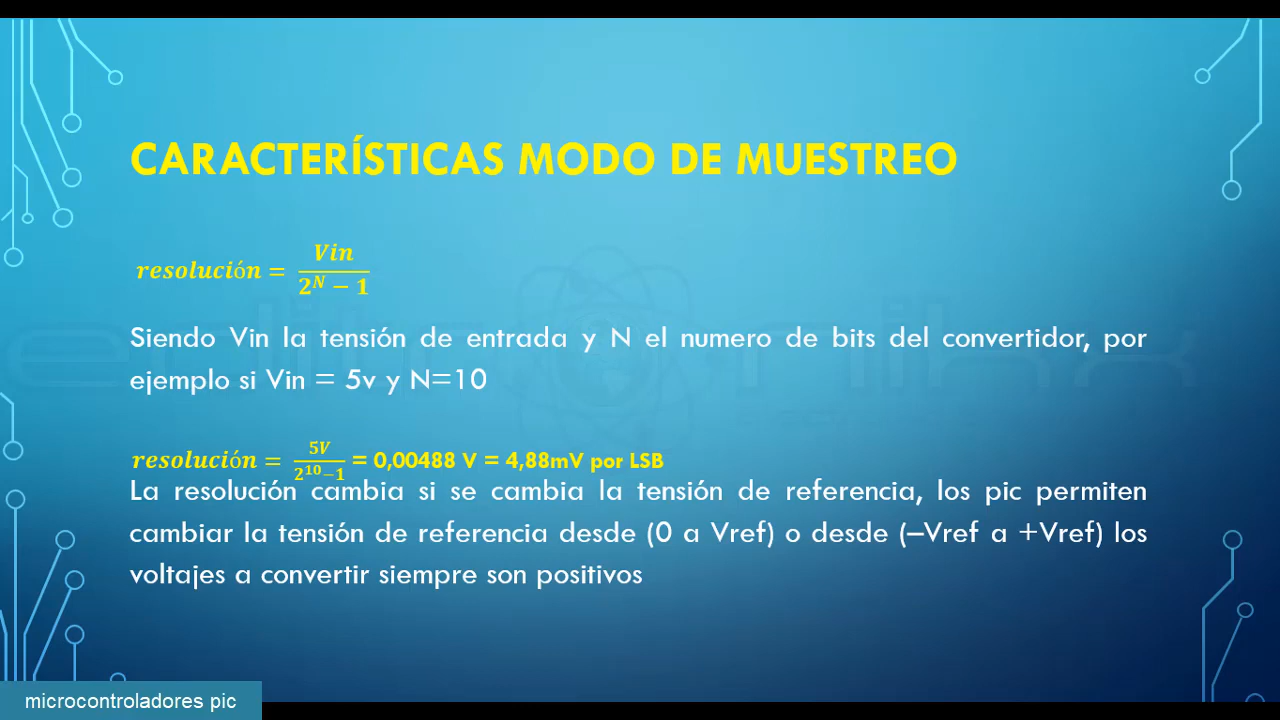 CARACTERÍSTICAS MODO DE MUESTREO
resolución = Vin / 2^N − 1
Siendo Vin la tensión de entrada y N el numero de bits del convertidor, por
ejemplo si Vin = 5v y N=10
resolución = 5V / 2^10−1 = 0,00488 V = 4,88mV por LSB
La resolución cambia si se cambia la tensión de referencia, los pic permiten
cambiar la tensión de referencia desde (0 a Vref) o desde (–Vref a +Vref) los
voltajes a convertir siempre son positivos
microcontroladores pic